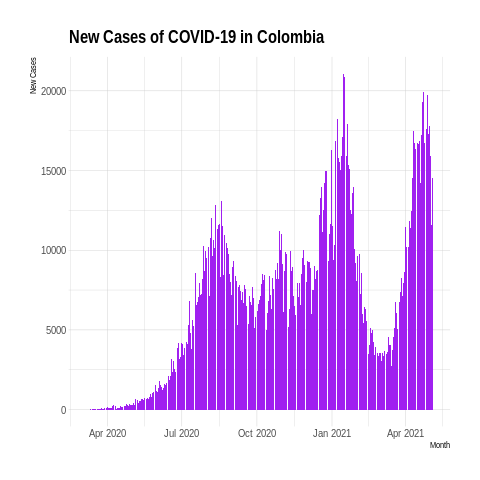 New Cases of COVID-19 in Colombia
New Cases
20000
15000
10000
5000
0
Apr 2020
Jul 2020
Oct 2020
Jan 2021
Apr 2021
Month